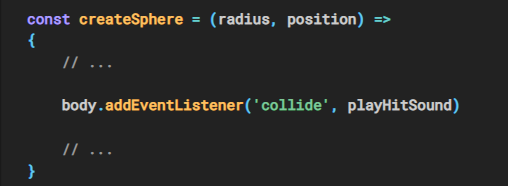 const createSphere = (radius, position) =>
{
    // ...
    body.addEventListener('collide', playHitSound)
    // ...
}